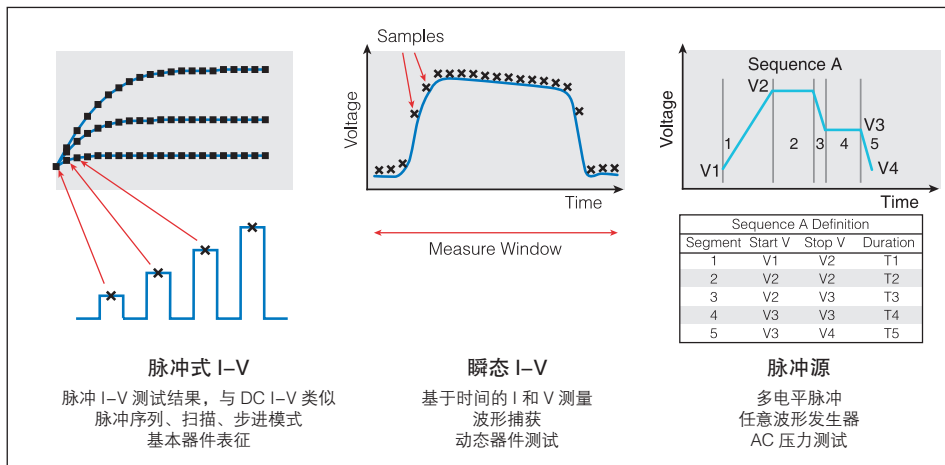 Samples
Voltage
Time
Measure Window
Sequence A
Voltage
V2
V1
V3
V4
1
2
3
4
5
Time
Sequence A Definition
Segment Start V Stop V Duration
1 V1 V2 T1
2 V2 V2 T2
3 V2 V3 T3
4 V3 V3 T4
5 V3 V4 T5
脉冲式 I–V
脉冲 I–V 测试结果，与 DC I–V 类似
脉冲序列、扫描、步进模式
基本器件表征
瞬态 I–V
基于时间的 I 和 V 测量
波形捕获
动态器件测试
脉冲源
多电平脉冲
任意波形发生器
AC 压力测试